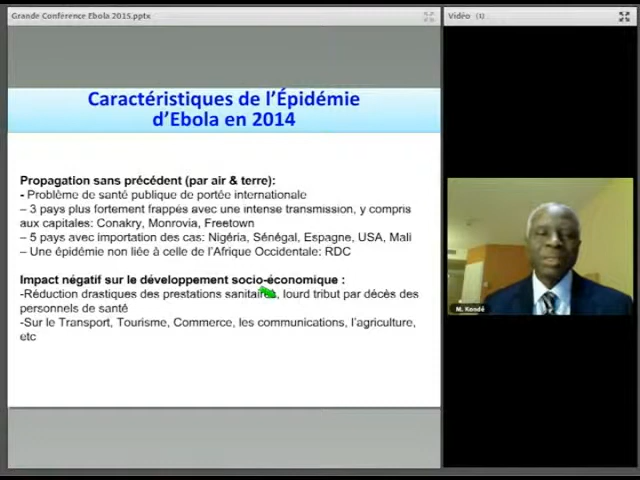 Grande Conférence Ebola 2015.pptx
Vidéo (1)
Caractéristiques de l'Épidémie
d'Ebola en 2014
Propagation sans précédent (par air & terre):
- Problème de santé publique de portée internationale
– 3 pays plus fortement frappés avec une intense transmission, y compris
aux capitales: Conakry, Monrovia, Freetown
– 5 pays avec importation des cas: Nigéria, Sénégal, Espagne, USA, Mali
– Une épidémie non liée à celle de l'Afrique Occidentale: RDC
Impact négatif sur le développement socio-économique :
-Réduction drastiques des prestations sanitaires, lourd tribut par décès des
personnels de santé
-Sur le Transport, Tourisme, Commerce, les communications, l'agriculture,
etc
M. Kondé